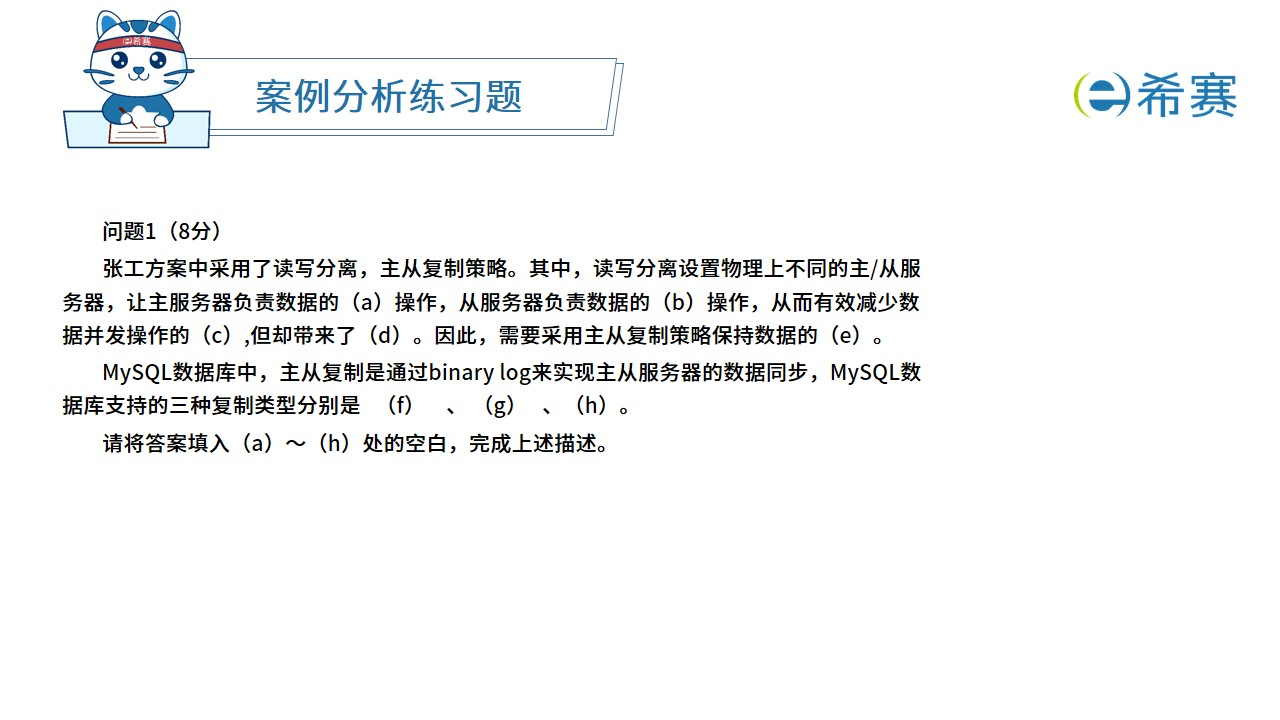 希赛
案例分析练习题
希赛
问题1（8分）
张工方案中采用了读写分离，主从复制策略。其中，读写分离设置物理上不同的主/从服
务器，让主服务器负责数据的（a）操作，从服务器负责数据的（b）操作，从而有效减少数
据并发操作的（c）,但却带来了（d）。因此，需要采用主从复制策略保持数据的（e）。
MySQL数据库中，主从复制是通过binary log来实现主从服务器的数据同步，MySQL数
据库支持的三种复制类型分别是 （f） 、 （g） 、（h）。
请将答案填入（a）～（h）处的空白，完成上述描述。